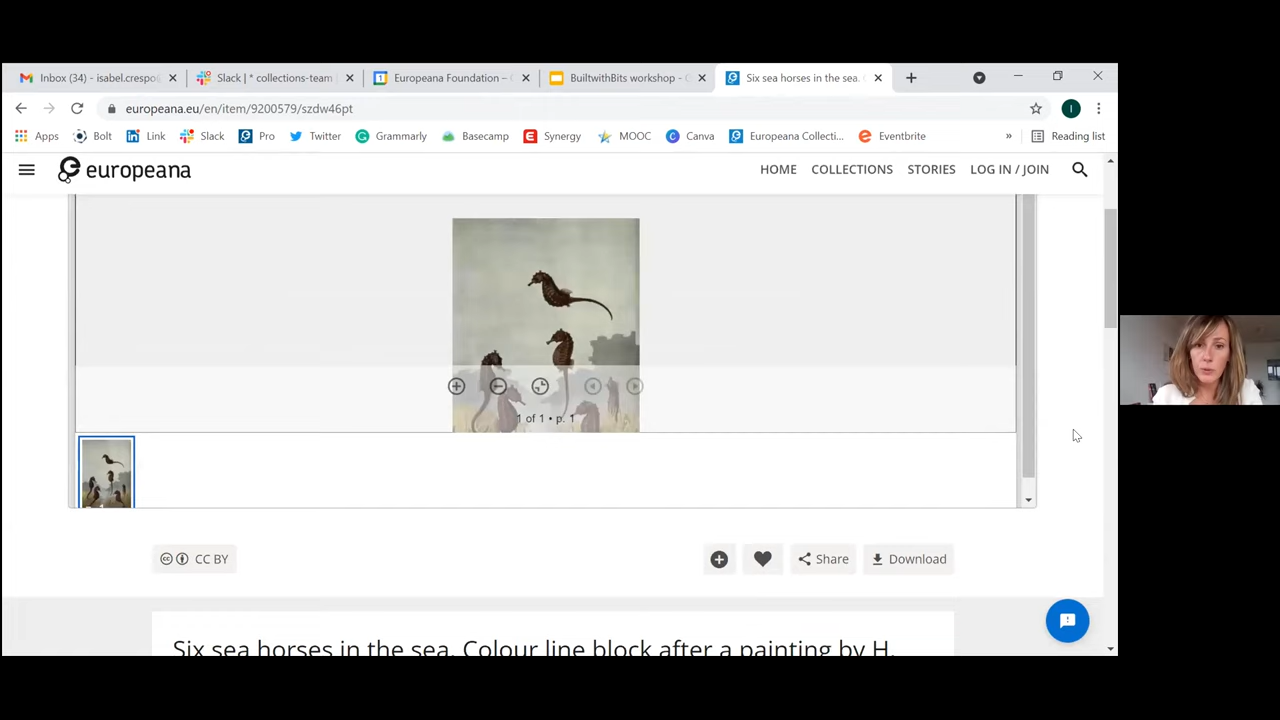 Inbox (34) - isabel.crespo
Slack | * collections-team
Europeana Foundation –
BuiltwithBits workshop - G
Six sea horses in the sea.
europeana.eu/en/item/9200579/szdw46pt
Apps
Bolt
Link
Slack
Pro
Twitter
Grammarly
Basecamp
Synergy
MOOC
Canva
Europeana Collecti...
Eventbrite
»
Reading list
europeana
HOME
COLLECTIONS
STORIES
LOG IN / JOIN
1 of 1 • p. 1
CC BY
Share
Download
Six sea horses in the sea. Colour line block after a painting by H.